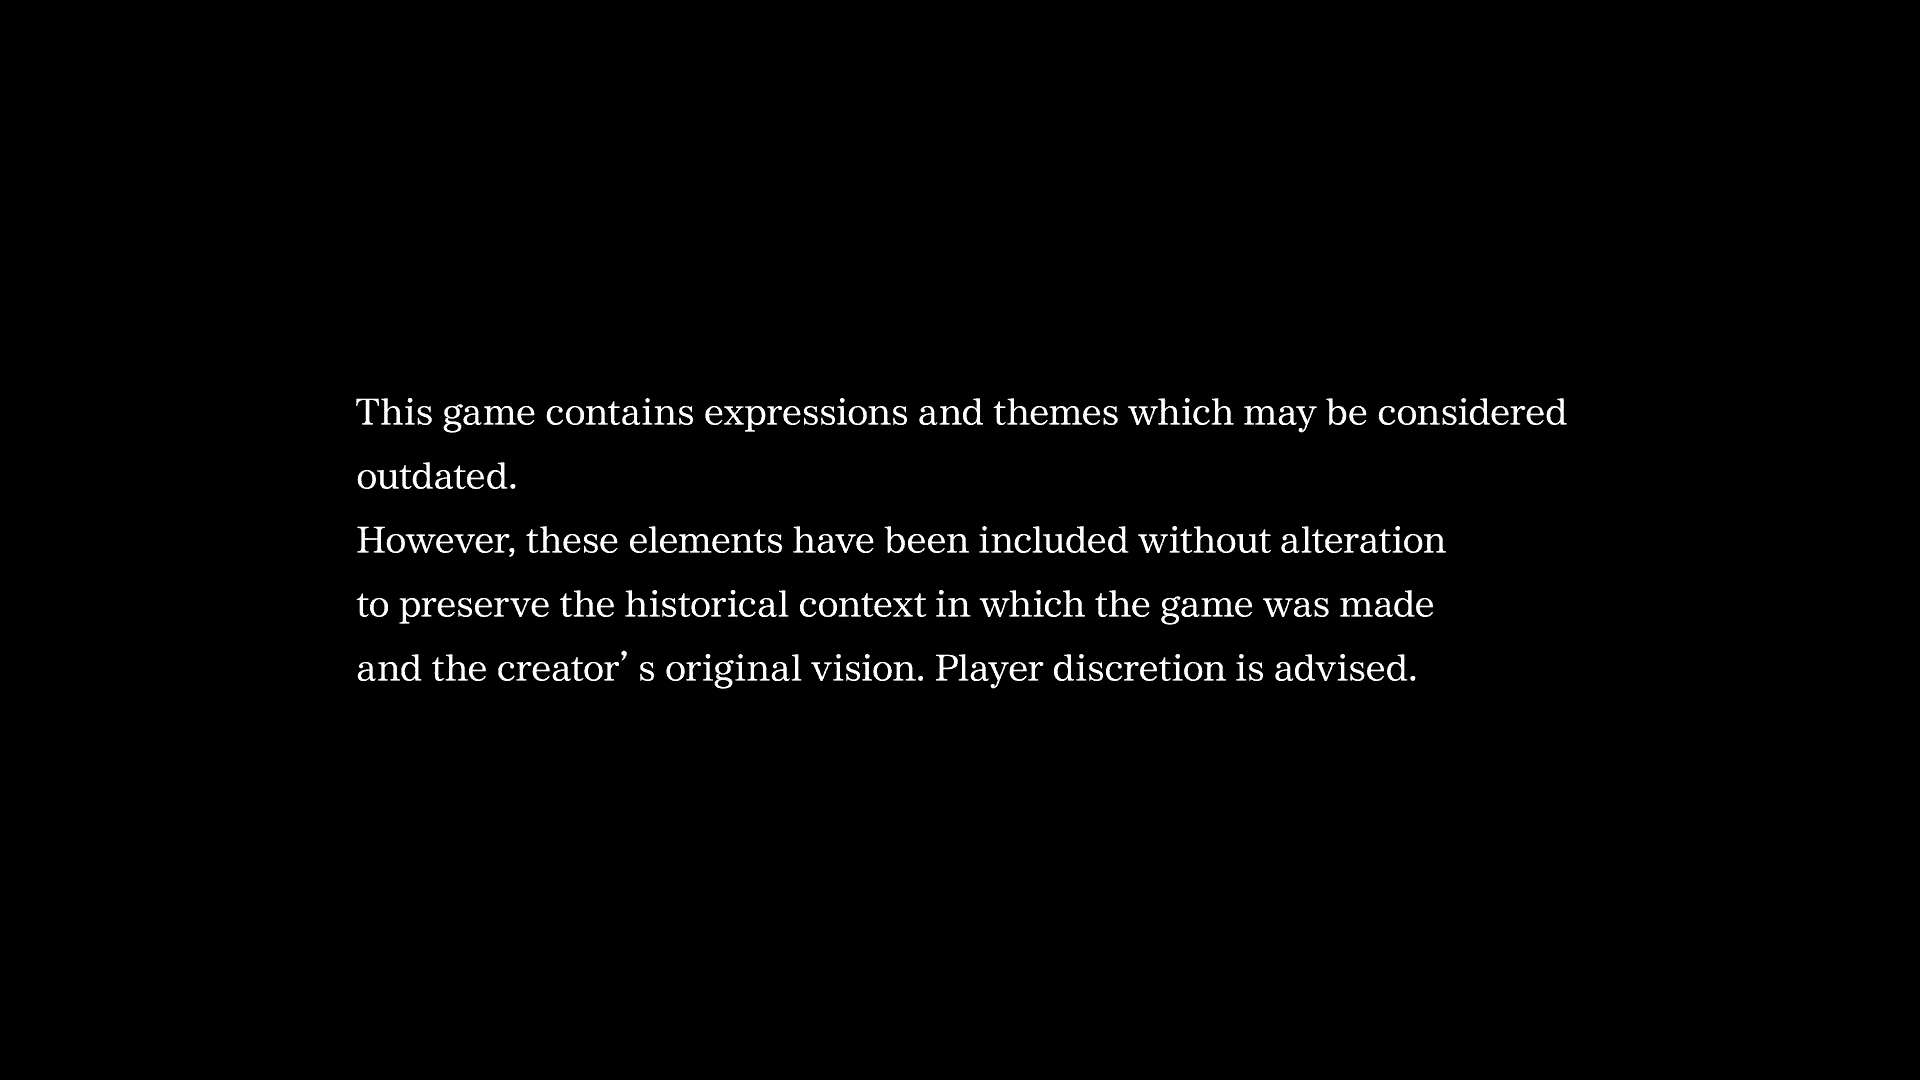 This game contains expressions and themes which may be considered
outdated.
However, these elements have been included without alteration
to preserve the historical context in which the game was made
and the creator’ s original vision. Player discretion is advised.